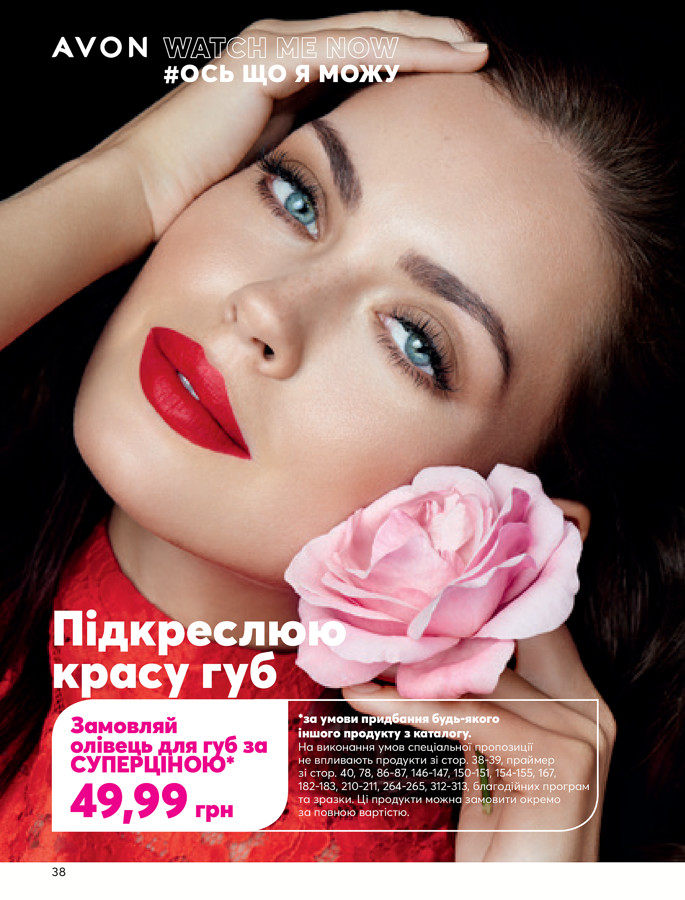 AVON WATCH ME NOW
#ОСЬ ЩО Я МОЖУ
Підкреслюю
красу губ
Замовляй
олівець для губ за
СУПЕРЦІНОЮ*
49,99 грн
*за умови придбання будь-якого
іншого продукту з каталогу.
На виконання умов спеціальної пропозиції
не впливають продукти зі стор. 38-39, праймер
зі стор. 40, 78, 86-87, 146-147, 150-151, 154-155, 167,
182-183, 210-211, 264-265, 312-313, благодійних програм
та зразки. Ці продукти можна замовити окремо
за повною вартістю.
38